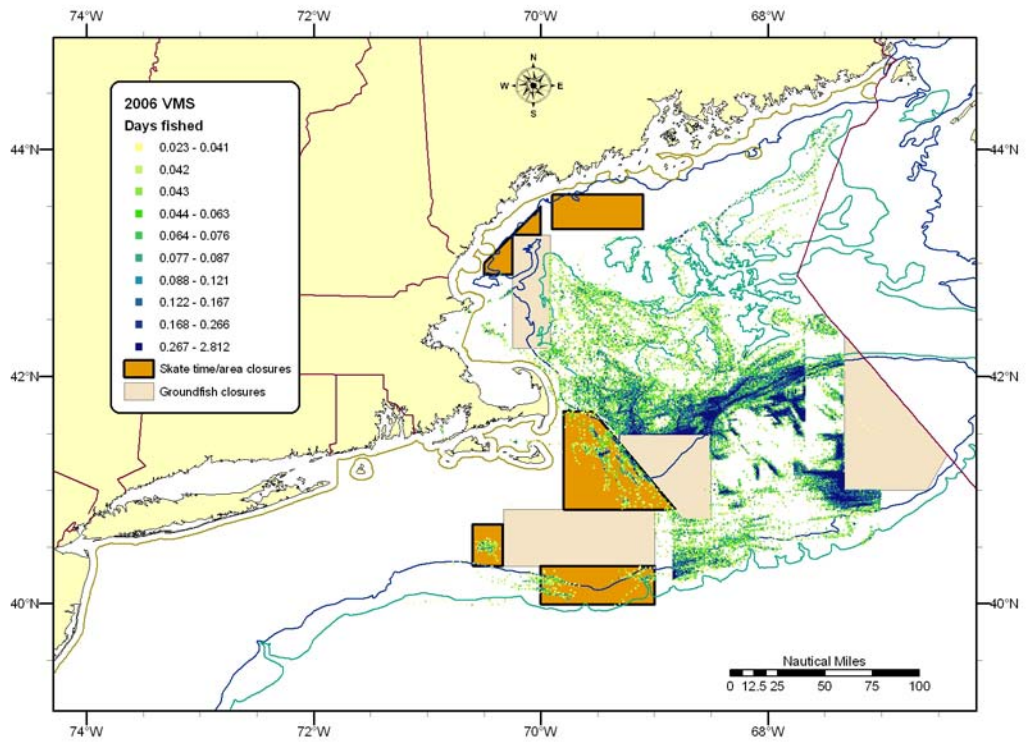 74°W 72°W 70°W 68°W
N
W E
S
2006 VMS
Days fished
0.023 - 0.041
0.042
0.043
0.044 - 0.063
0.064 - 0.076
0.077 - 0.087
0.088 - 0.121
0.122 - 0.167
0.168 - 0.266
0.267 - 2.812
Skate time/area closures
Groundfish closures
44°N 44°N
42°N 42°N
40°N 40°N
Nautical Miles
0 12.5 25 50 75 100
74°W 72°W 70°W 68°W